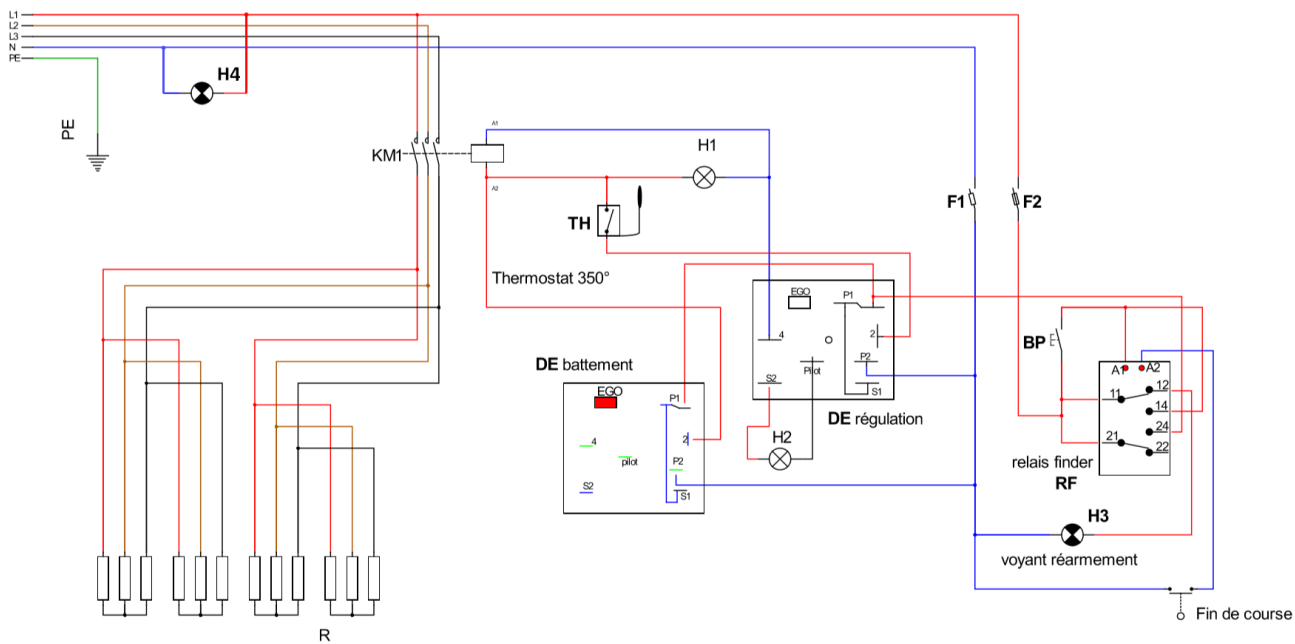 L1
L2
L3
N
PE
H4
PE
KM1
A1
A2
H1
TH
Thermostat 350°
F1
F2
EGO
P1
4
2
P2
Pilot
S2
S1
DE régulation
DE battement
EGO
P1
4
2
pilot
P2
S2
S1
H2
BP
A1
A2
11
12
14
24
21
22
relais finder
RF
H3
voyant réarmement
Fin de course
R